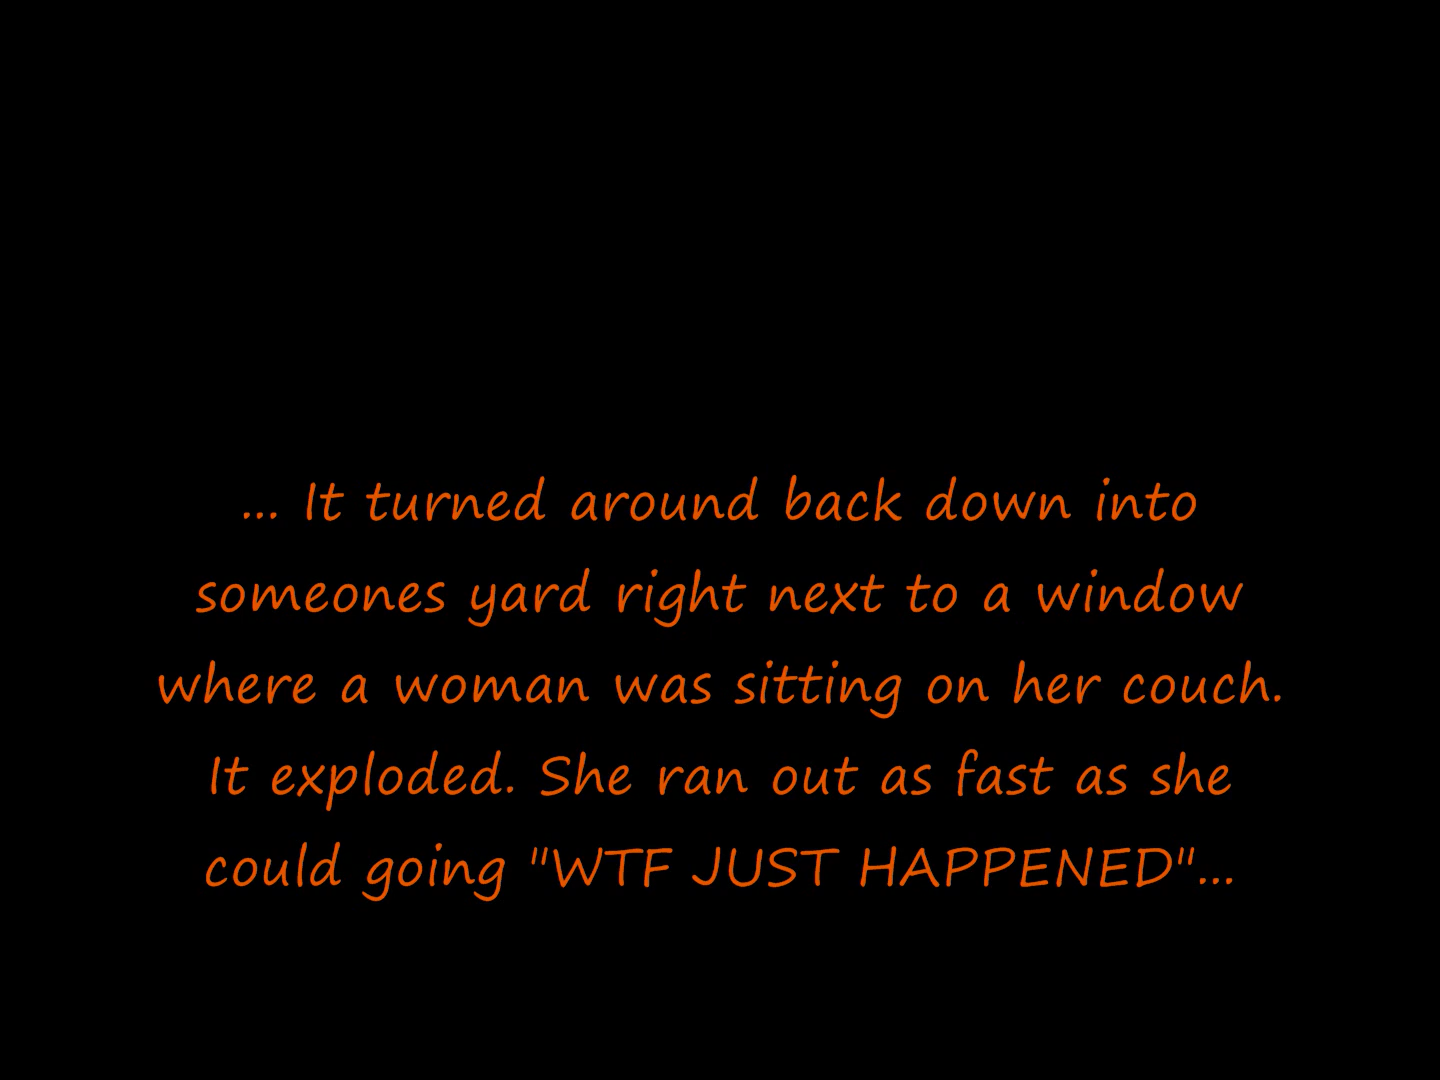 ... It turned around back down into
someones yard right next to a window
where a woman was sitting on her couch.
It exploded. She ran out as fast as she
could going "WTF JUST HAPPENED"...